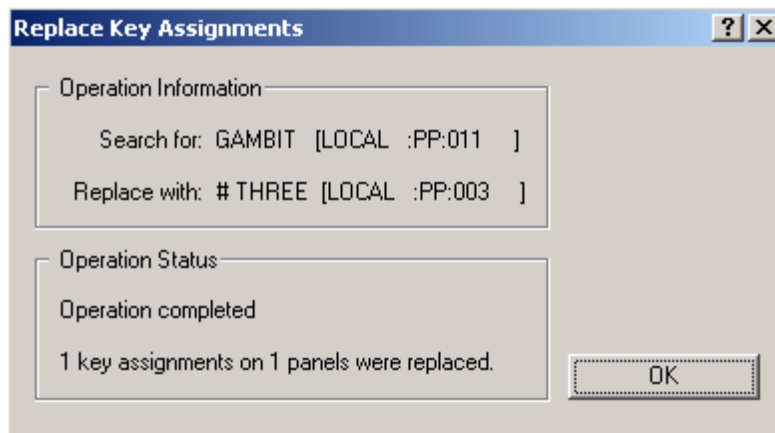 Replace Key Assignments
Operation Information
Search for: GAMBIT [LOCAL :PP:011 ]
Replace with: # THREE [LOCAL :PP:003 ]
Operation Status
Operation completed
1 key assignments on 1 panels were replaced.
OK